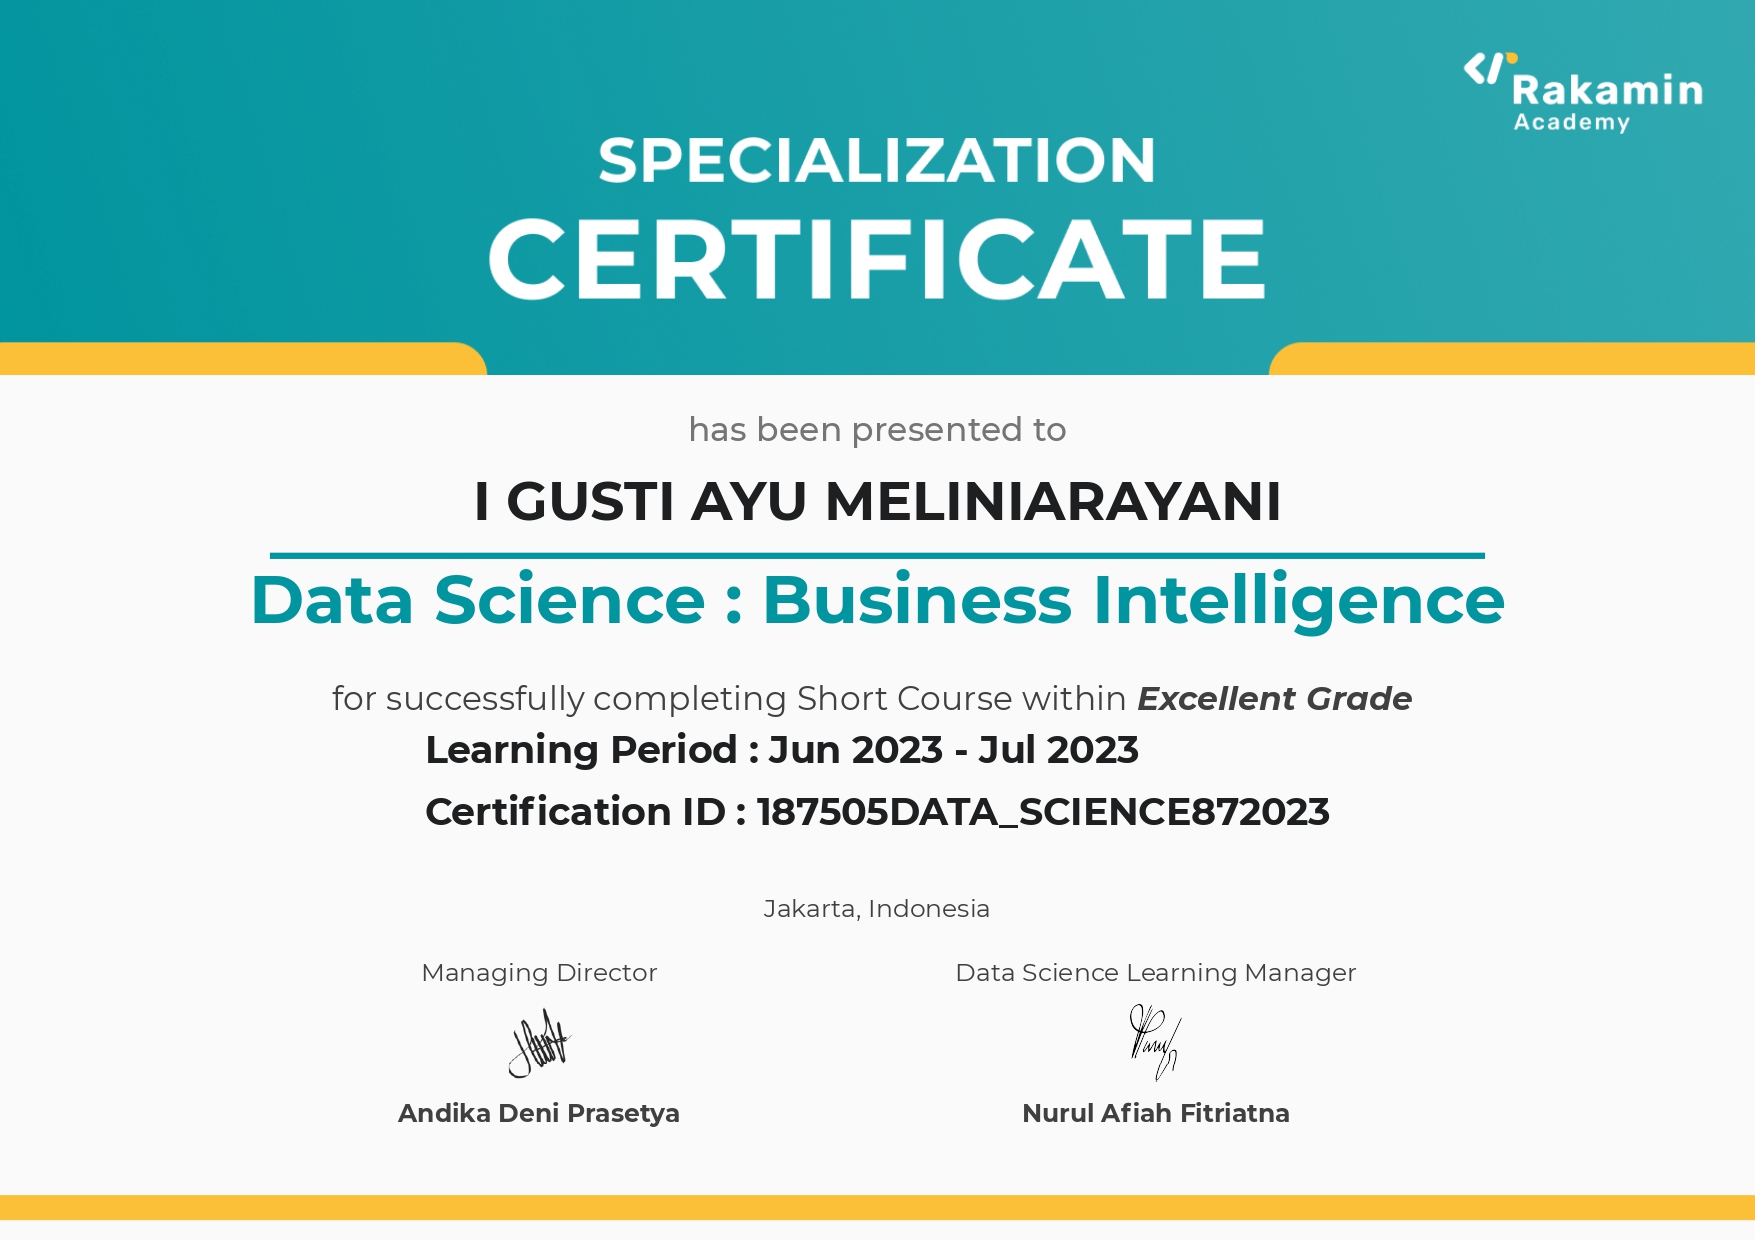 Rakamin
Academy
SPECIALIZATION
CERTIFICATE
has been presented to
I GUSTI AYU MELINIARAYANI
Data Science : Business Intelligence
for successfully completing Short Course within Excellent Grade
Learning Period : Jun 2023 - Jul 2023
Certification ID : 187505DATA_SCIENCE872023
Jakarta, Indonesia
Managing Director
Andika Deni Prasetya
Data Science Learning Manager
Nurul Afiah Fitriatna